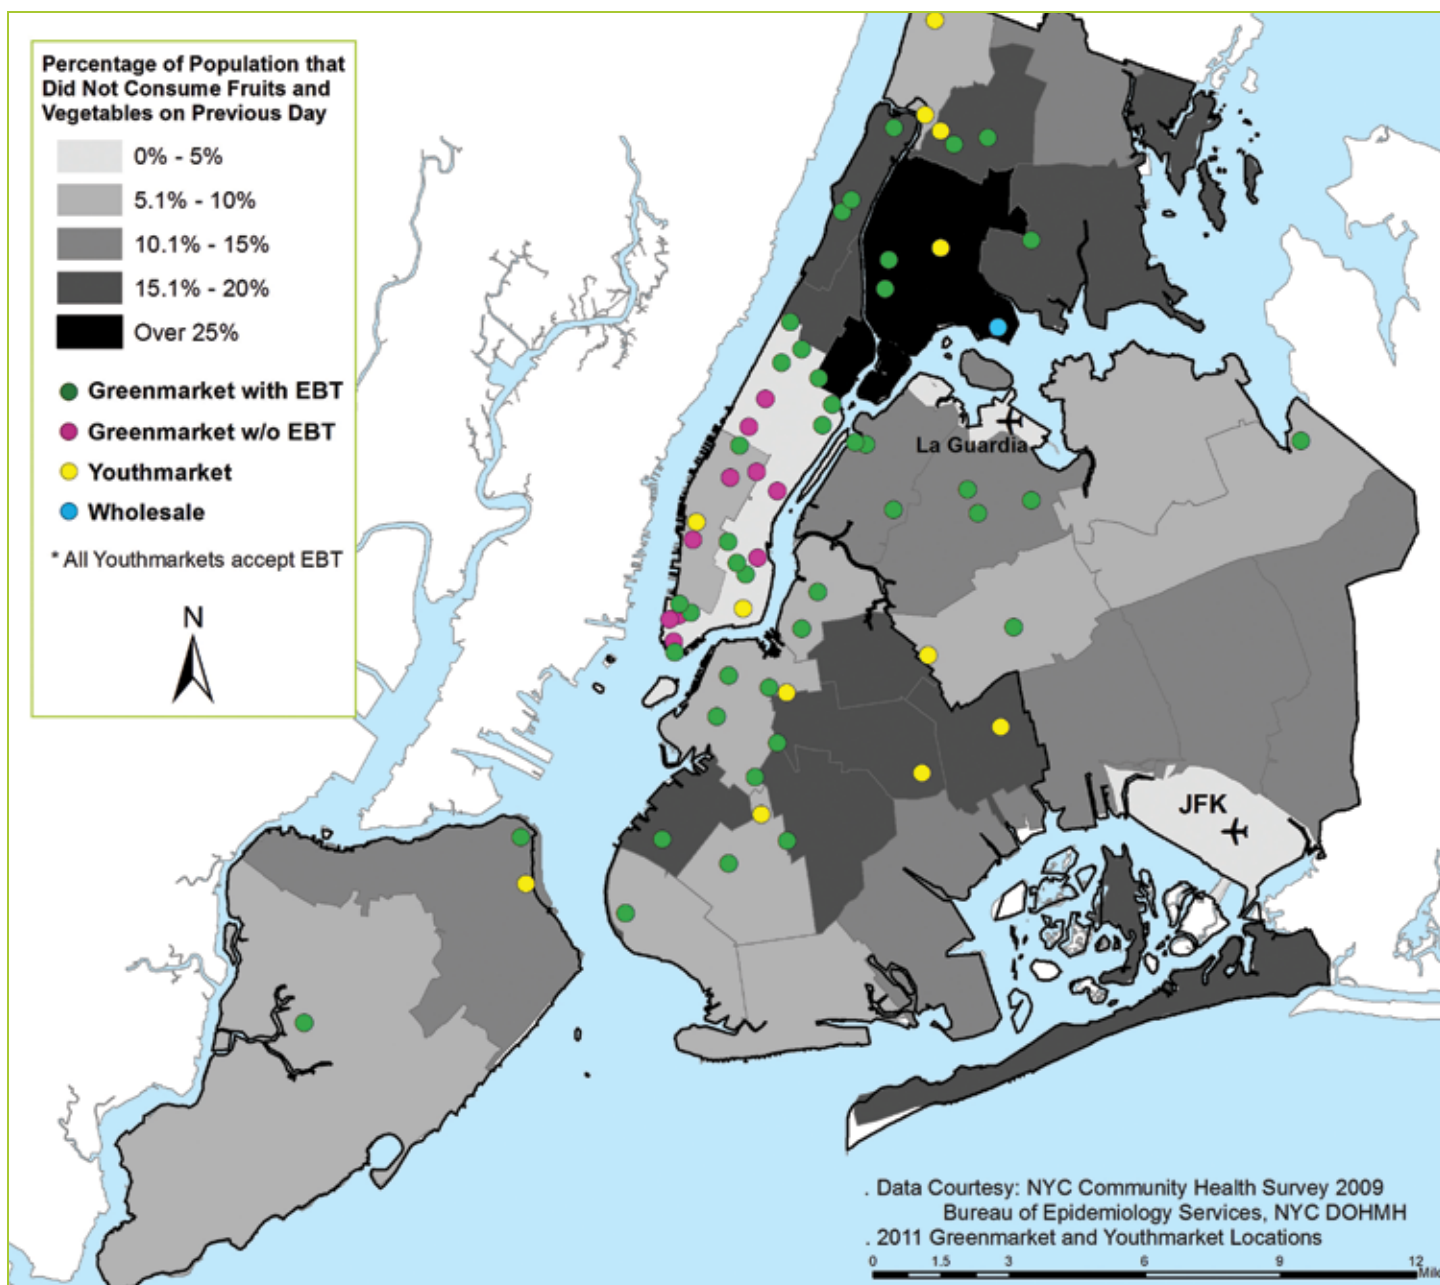 Percentage of Population that
Did Not Consume Fruits and
Vegetables on Previous Day
0% - 5%
5.1% - 10%
10.1% - 15%
15.1% - 20%
Over 25%
Greenmarket with EBT
Greenmarket w/o EBT
Youthmarket
Wholesale
* All Youthmarkets accept EBT
N
La Guardia
JFK
. Data Courtesy: NYC Community Health Survey 2009
Bureau of Epidemiology Services, NYC DOHMH
. 2011 Greenmarket and Youthmarket Locations
0 1.5 3 6 9 12
Mile